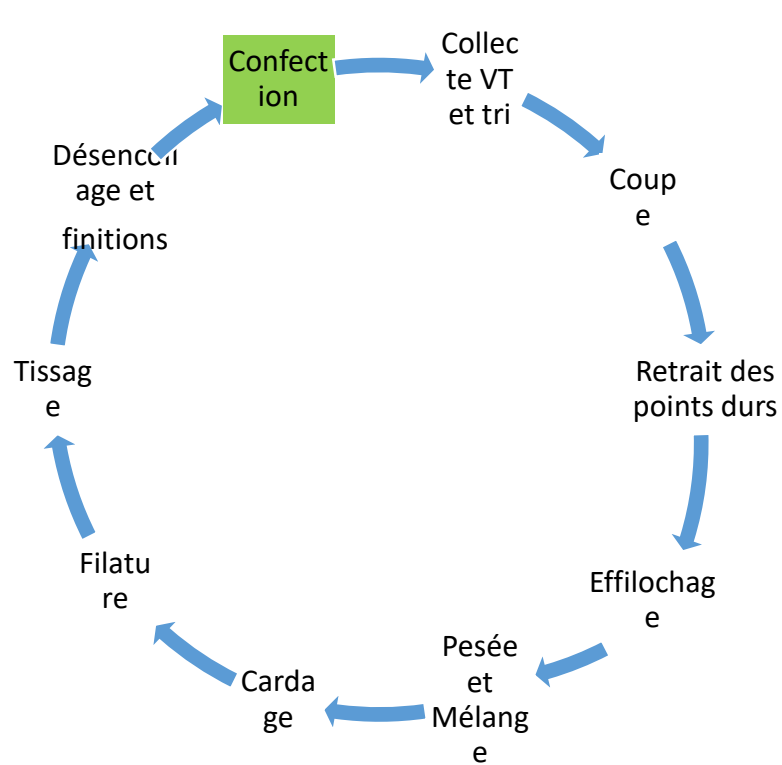 Confect
ion
Collec
te VT
et tri
Coup
e
Retrait des
points durs
Effilochag
e
Pesée
et
Mélang
e
Carda
ge
Filatu
re
Tissag
e
Désencoll
age et
finitions